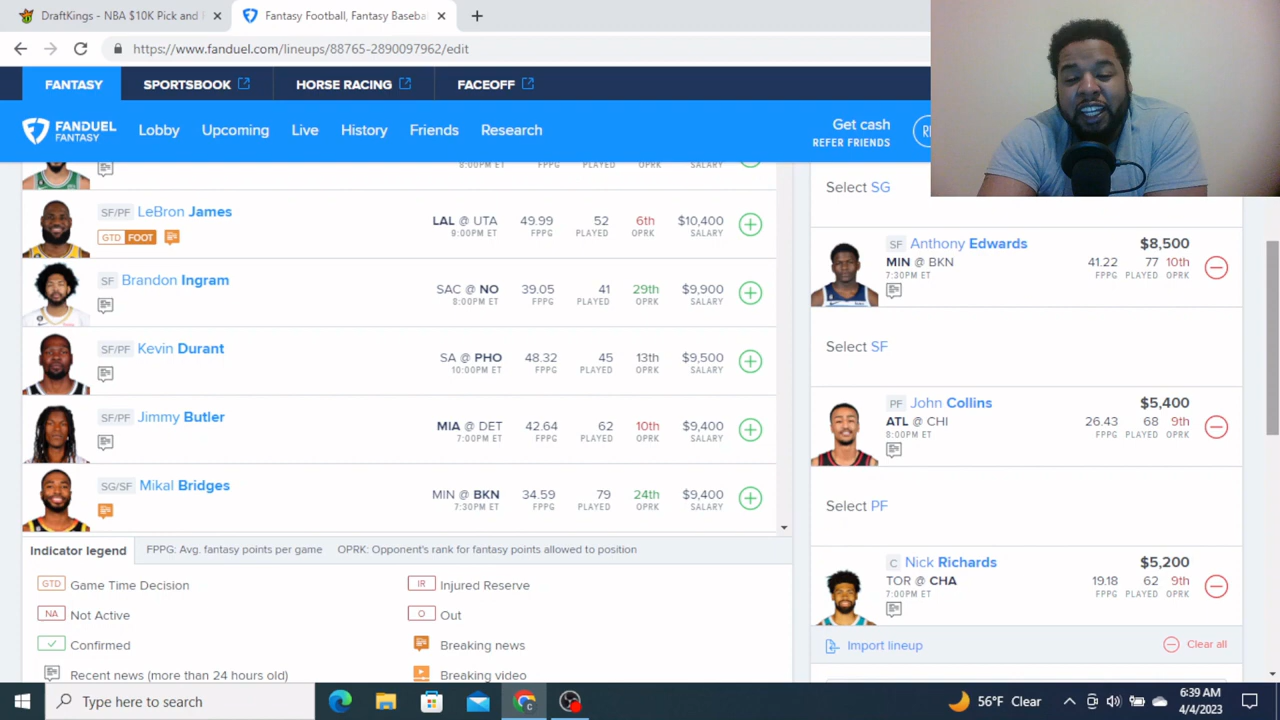 DraftKings - NBA $10K Pick and
Fantasy Football, Fantasy Baseba
https://www.fanduel.com/lineups/88765-2890097962/edit
FANTASY
SPORTSBOOK
HORSE RACING
FACEOFF
FANDUEL
FANTASY
Lobby
Upcoming
Live
History
Friends
Research
Get cash
REFER FRIENDS
8:00PM ET FPPG PLAYED OPRK SALARY
SF/PF LeBron James
GTD FOOT
LAL @ UTA 49.99 52 6th $10,400
9:00PM ET FPPG PLAYED OPRK SALARY
SF Brandon Ingram
SAC @ NO 39.05 41 29th $9,900
8:00PM ET FPPG PLAYED OPRK SALARY
SF/PF Kevin Durant
SA @ PHO 48.32 45 13th $9,500
10:00PM ET FPPG PLAYED OPRK SALARY
SF/PF Jimmy Butler
MIA @ DET 42.64 62 10th $9,400
7:00PM ET FPPG PLAYED OPRK SALARY
SG/SF Mikal Bridges
MIN @ BKN 34.59 79 24th $9,400
7:30PM ET FPPG PLAYED OPRK SALARY
Indicator legend
FPPG: Avg. fantasy points per game
OPRK: Opponent's rank for fantasy points allowed to position
GTD Game Time Decision
IR Injured Reserve
NA Not Active
O Out
Confirmed
Breaking news
Recent news (more than 24 hours old)
Breaking video
Select SG
SF Anthony Edwards $8,500
MIN @ BKN 41.22 77 10th
7:30PM ET FPPG PLAYED OPRK
Select SF
PF John Collins $5,400
ATL @ CHI 26.43 68 9th
8:00PM ET FPPG PLAYED OPRK
Select PF
C Nick Richards $5,200
TOR @ CHA 19.18 62 9th
7:00PM ET FPPG PLAYED OPRK
Import lineup
Clear all
Type here to search
56°F Clear
6:39 AM
4/4/2023